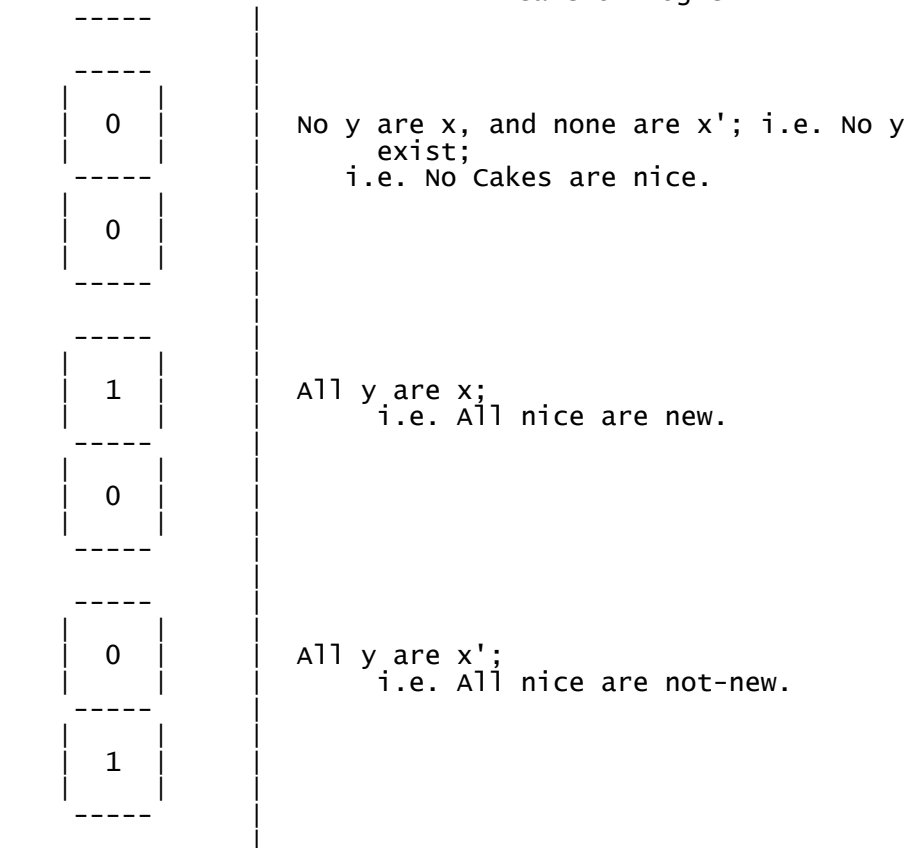 0
No y are x, and none are x'; i.e. No y
exist;
i.e. No Cakes are nice.
0
1
All y are x;
i.e. All nice are new.
0
0
All y are x';
i.e. All nice are not-new.
1